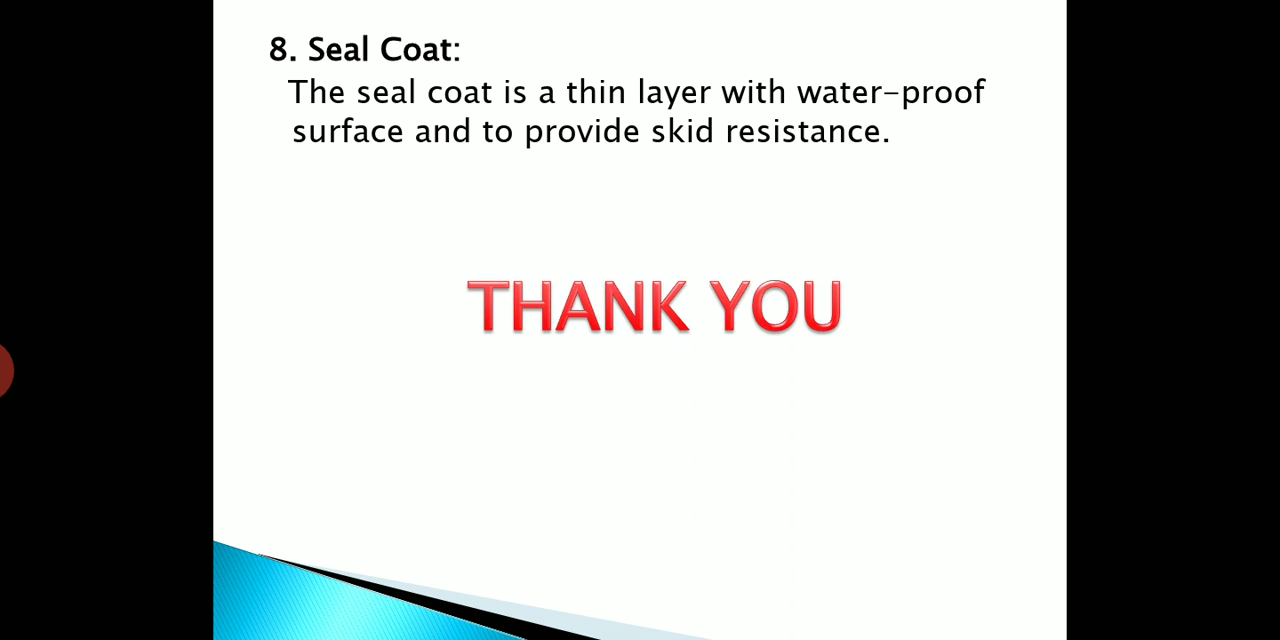 8. Seal Coat:
The seal coat is a thin layer with water-proof
surface and to provide skid resistance.
THANK YOU